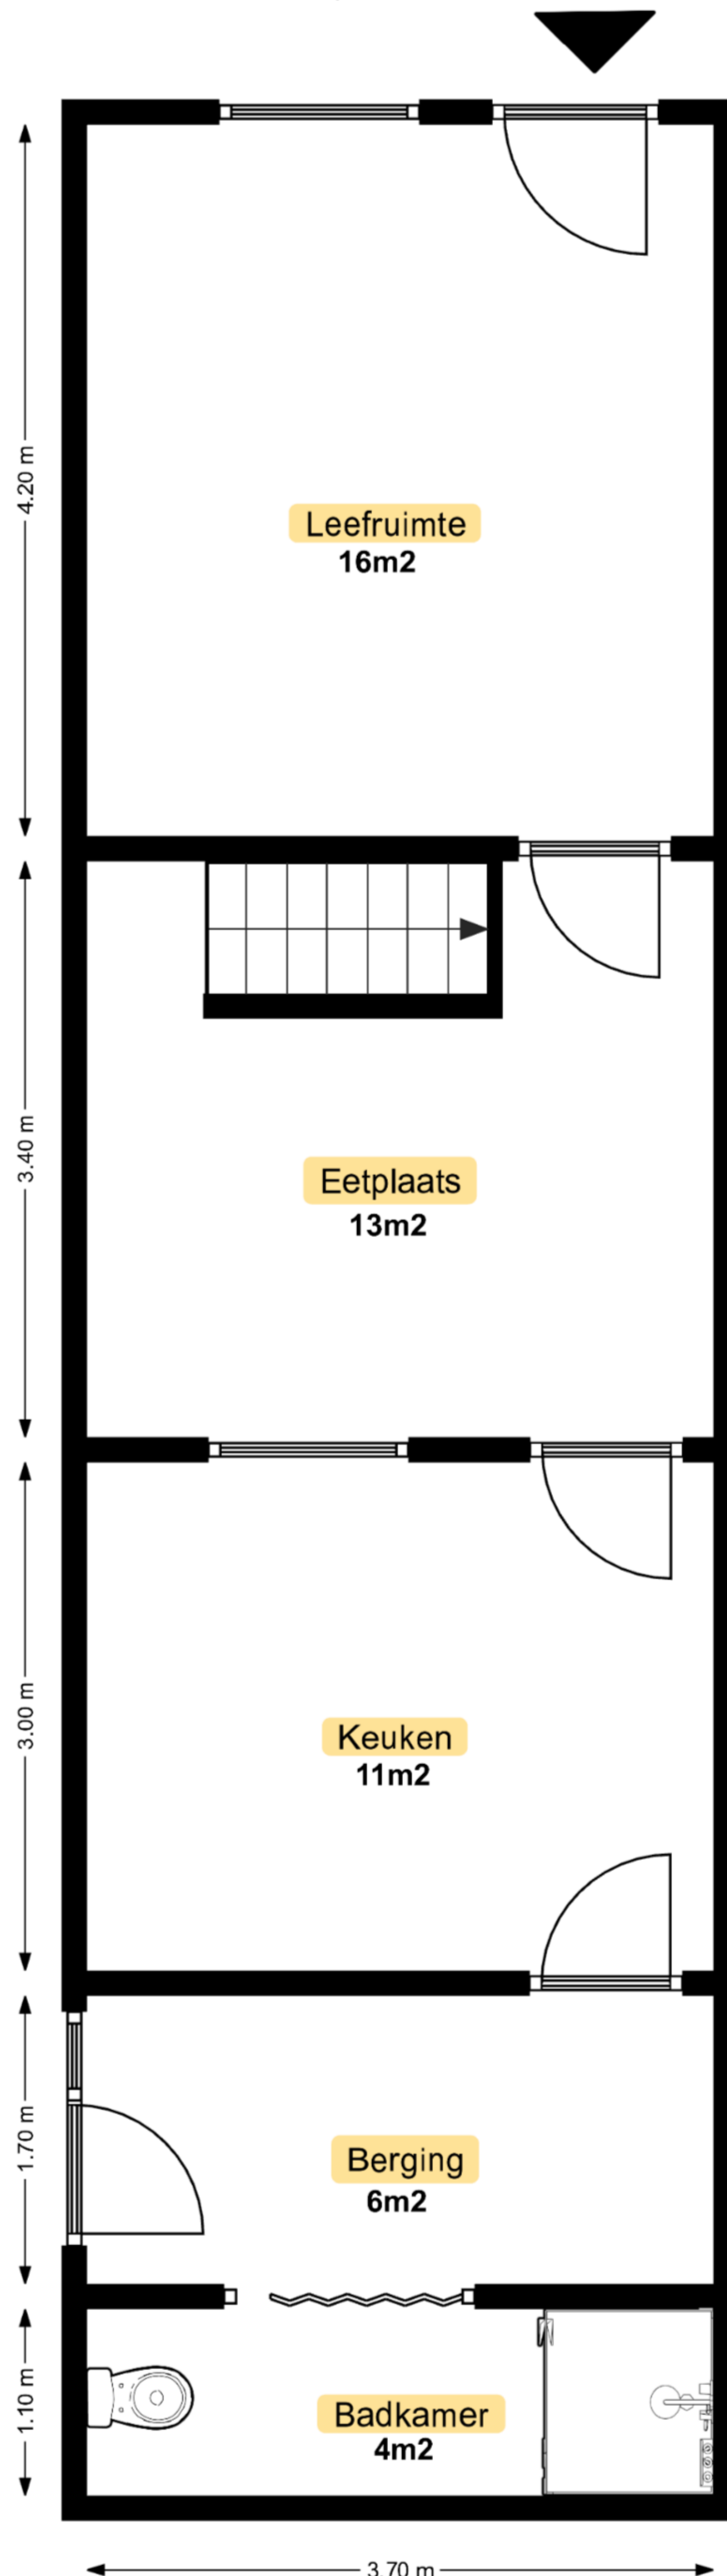 4.20 m
Leefruimte
16m2
3.40 m
Eetplaats
13m2
3.00 m
Keuken
11m2
1.70 m
Berging
6m2
1.10 m
Badkamer
4m2
3.70 m